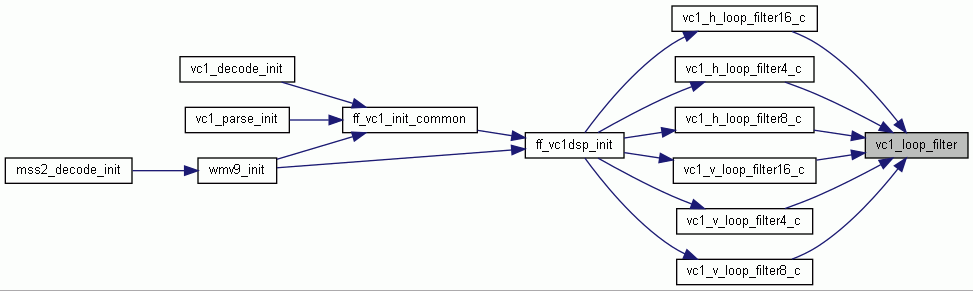 vc1_h_loop_filter16_c
vc1_decode_init
vc1_h_loop_filter4_c
vc1_parse_init
ff_vc1_init_common
vc1_h_loop_filter8_c
ff_vc1dsp_init
vc1_loop_filter
mss2_decode_init
wmv9_init
vc1_v_loop_filter16_c
vc1_v_loop_filter4_c
vc1_v_loop_filter8_c